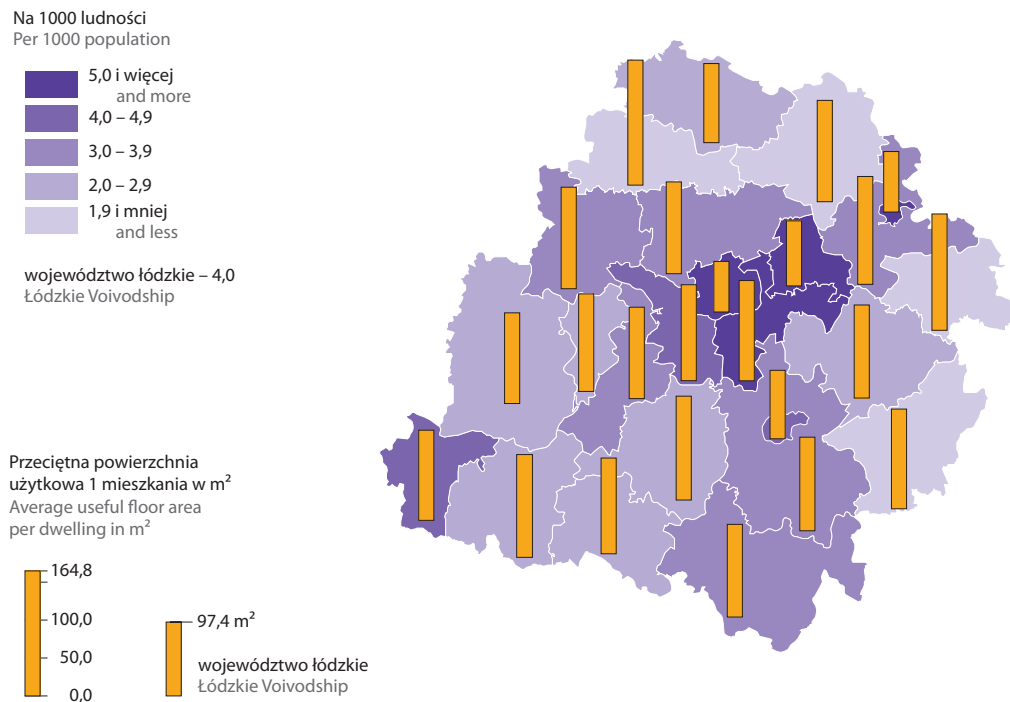 Na 1000 ludności
Per 1000 population
5,0 i więcej
and more
4,0 – 4,9
3,0 – 3,9
2,0 – 2,9
1,9 i mniej
and less
województwo łódzkie – 4,0
Łódzkie Voivodship
Przeciętna powierzchnia
użytkowa 1 mieszkania w m²
Average useful floor area
per dwelling in m²
164,8
100,0
50,0
0,0
97,4 m²
województwo łódzkie
Łódzkie Voivodship